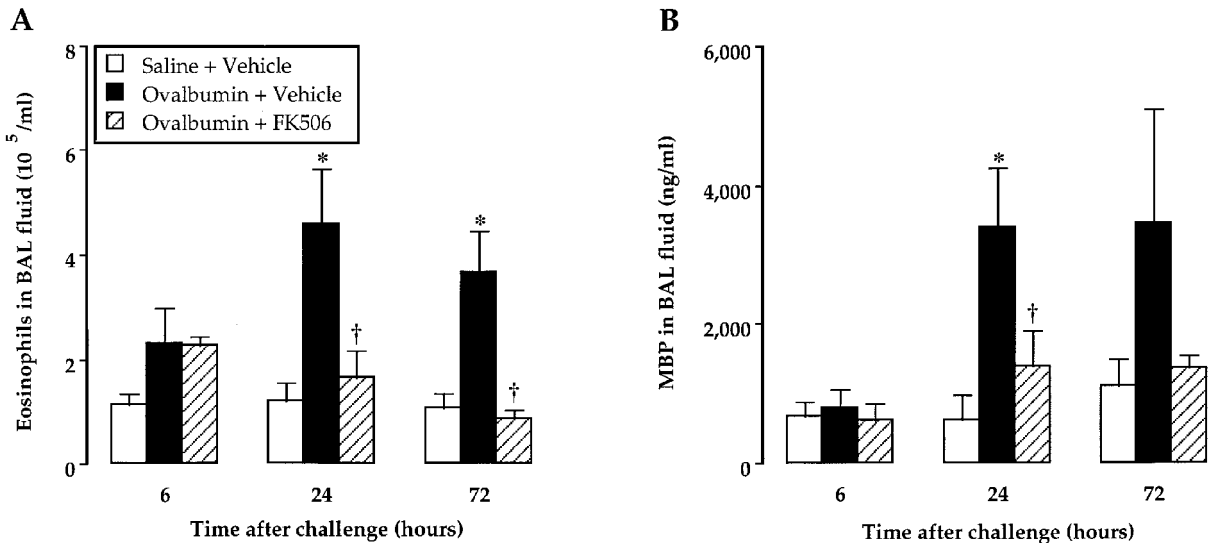 A
Eosinophils in BAL fluid (10 5 /ml)
8
6
4
2
0
Saline + Vehicle
Ovalbumin + Vehicle
Ovalbumin + FK506
*
*
†
†
6
24
72
Time after challenge (hours)
B
MBP in BAL fluid (ng/ml)
6,000
4,000
2,000
0
*
†
6
24
72
Time after challenge (hours)